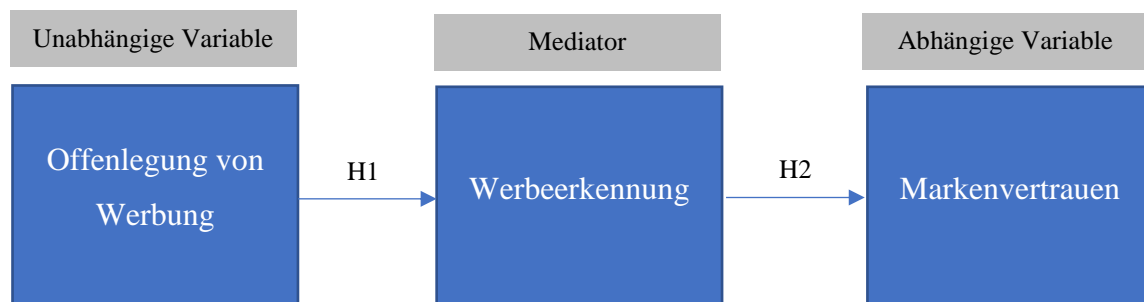 Unabhängige Variable
Mediator
Abhängige Variable
Offenlegung von
Werbung
H1
Werbeerkennung
H2
Markenvertrauen